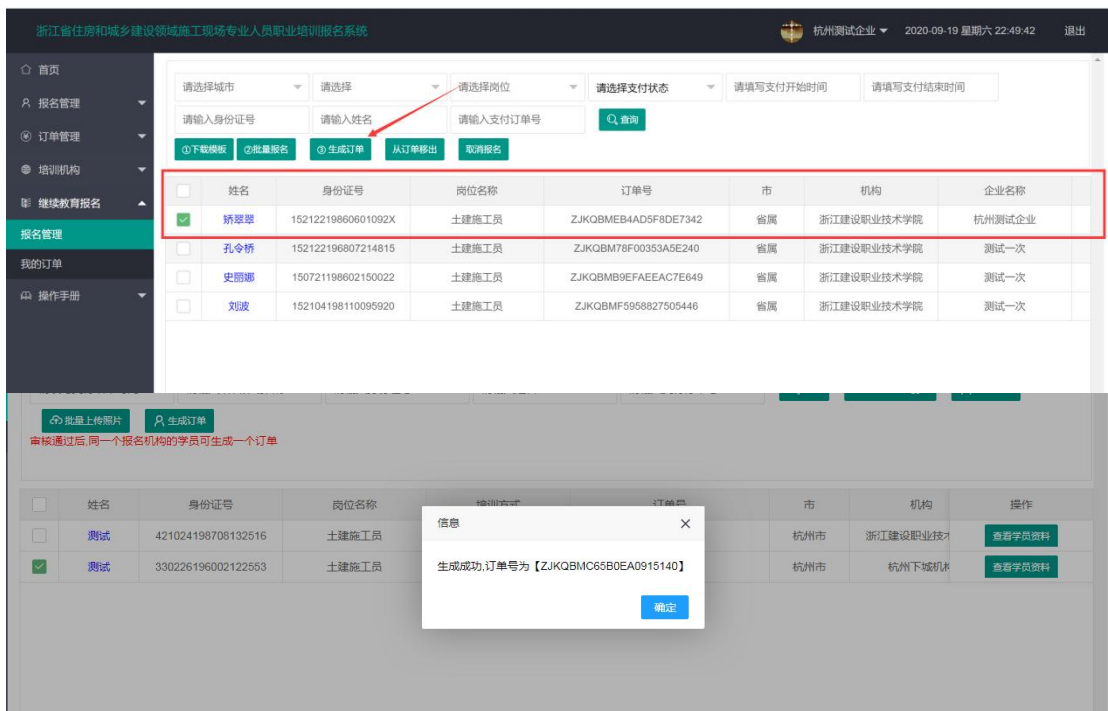 浙江省住房和城乡建设领域施工现场专业人员职业培训报名系统 杭州测试企业 2020-09-19 星期六 22:49:42 退出
首页
报名管理
订单管理
培训机构
继续教育报名
报名管理
我的订单
操作手册
请选择城市 请选择 请选择岗位 请选择支付状态 请填写支付开始时间 请填写支付结束时间
请输入身份证号 请输入姓名 请输入支付订单号 查询
①下载模板 ②批量报名 ③生成订单 从订单移出 取消报名
姓名 身份证号 岗位名称 订单号 市 机构 企业名称
矫翠翠 15212219860601092X 土建施工员 ZJKQBMEB4AD5F8DE7342 省属 浙江建设职业技术学院 杭州测试企业
孔令桥 152122196807214815 土建施工员 ZJKQBM78F00353A5E240 省属 浙江建设职业技术学院 测试一次
史丽娜 150721198602150022 土建施工员 ZJKQBMB9EFAEEAC7E649 省属 浙江建设职业技术学院 测试一次
刘波 152104198110095920 土建施工员 ZJKQBMF5958827505446 省属 浙江建设职业技术学院 测试一次
批量上传照片 生成订单
审核通过后,同一个报名机构的学员可生成一个订单
姓名 身份证号 岗位名称 培训方式 订单号 市 机构 操作
测试 421024198708132516 土建施工员 杭州市 浙江建设职业技 查看学员资料
测试 330226196002122553 土建施工员 杭州市 杭州下城机 查看学员资料
信息
生成成功,订单号为【ZJKQBMC65B0EA0915140】
确定